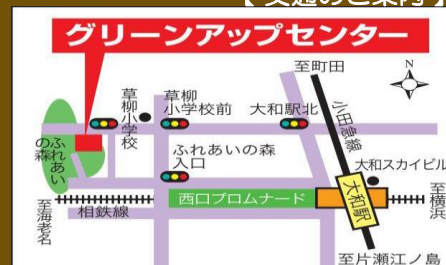 【 交通のご案内 】
グリーンアップセンター
至町田
N
草柳小学校
草柳
小学校前
大和駅北
小田急線
ふれあい
の森
ふれあいの森
入口
大和スカイビル
西口プロムナード
大和駅
至横浜
至海老名
相鉄線
至片瀬江ノ島